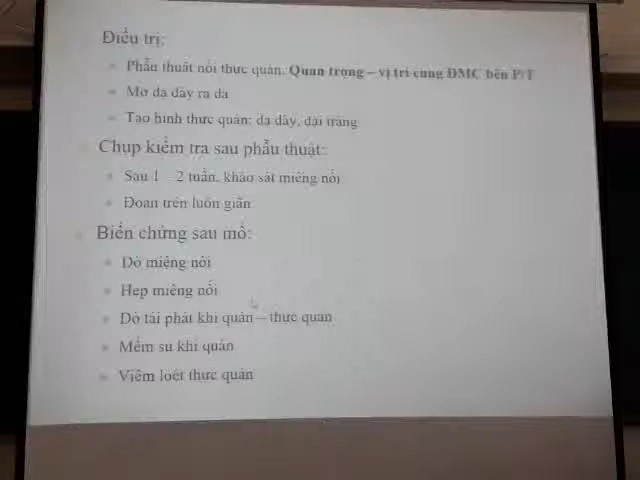 Điều trị:
Phẫu thuật nối thực quản. Quan trọng – vị trí cung ĐMC bên P/T
Mở dạ dày ra da
Tạo hình thực quản: dạ dày, đại tràng
Chụp kiểm tra sau phẫu thuật:
Sau 1 – 2 tuần, khảo sát miệng nối
Đoạn trên luôn giãn
Biến chứng sau mổ:
Dò miệng nối
Hẹp miệng nối
Dò tái phát khí quản – thực quản
Mềm sụ khí quản
Viêm loét thực quản